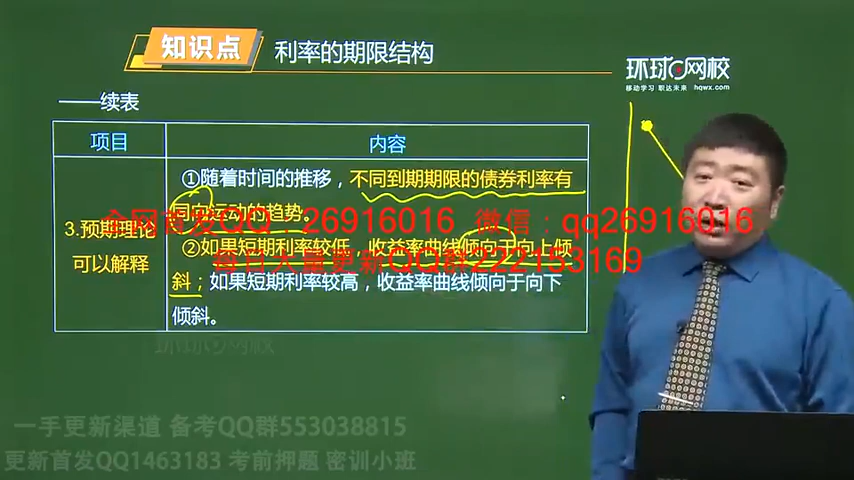 知识点 利率的期限结构
环球网校
移动学习 职达未来 hqwx.com
——续表
项目 内容
3.预期理论可以解释
①随着时间的推移，不同到期期限的债券利率有
同向运动的趋势。
②如果短期利率较低，收益率曲线倾向于向上倾
斜；如果短期利率较高，收益率曲线倾向于向下
倾斜。
全网首发QQ：26916016 微信：qq26916016
每日大量更新QQ群222153169
环球网校
一手更新渠道 备考QQ群553038815
更新首发QQ1463183 考前押题 密训小班